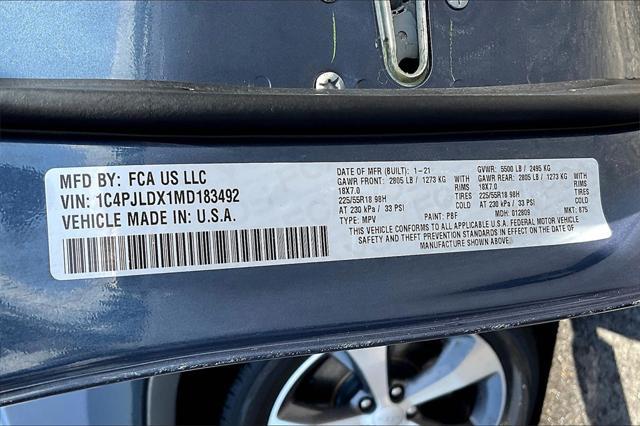 MFD BY: FCA US LLC
VIN: 1C4PJLDX1MD183492
VEHICLE MADE IN: U.S.A.
DATE OF MFR (BUILT): 1-21 GVWR: 5500 LB / 2495 KG
GAWR FRONT: 2805 LB / 1273 KG WITH GAWR REAR: 2805 LB / 1273 KG WITH
18X7.0 RIMS 18X7.0 RIMS
225/55R18 98H TIRES 225/55R18 98H TIRES
AT 230 kPa / 33 PSI COLD AT 230 kPa / 33 PSI COLD
TYPE: MPV PAINT: PBF MDH: 012809 MKT: 875
THIS VEHICLE CONFORMS TO ALL APPLICABLE U.S.A. FEDERAL MOTOR VEHICLE
SAFETY AND THEFT PREVENTION STANDARDS IN EFFECT ON THE DATE OF
MANUFACTURE SHOWN ABOVE.